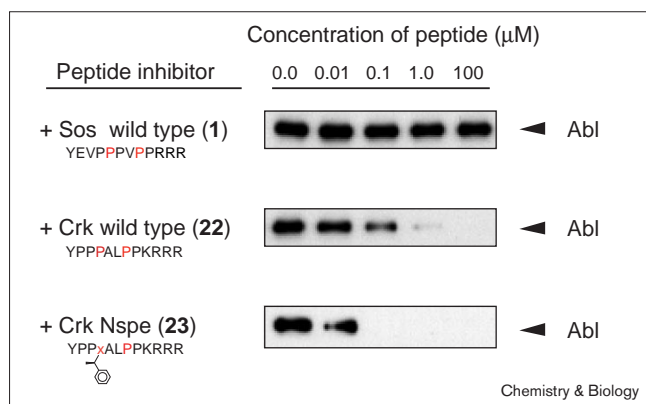 Concentration of peptide (μM)
Peptide inhibitor 0.0 0.01 0.1 1.0 100
+ Sos wild type (1) Abl
YEVPPPVPPRRR
+ Crk wild type (22) Abl
YPPPALPPKRRR
+ Crk Nspe (23) Abl
YPPxALPPKRRR
Chemistry & Biology